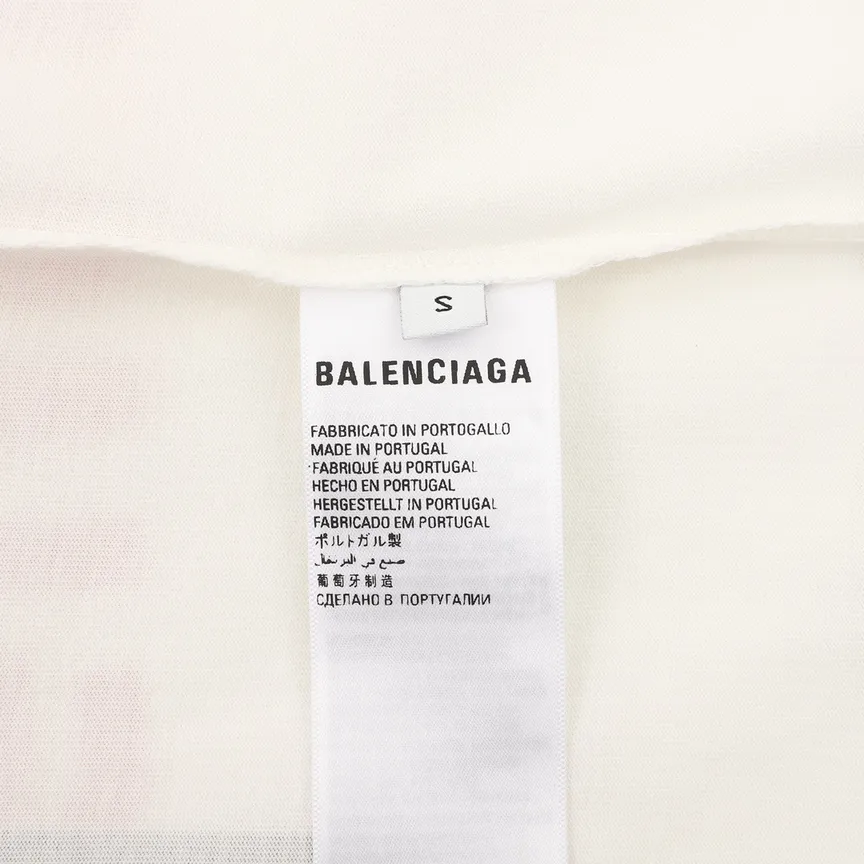 S
BALENCIAGA
FABBRICATO IN PORTOGALLO
MADE IN PORTUGAL
FABRIQUÉ AU PORTUGAL
HECHO EN PORTUGAL
HERGESTELLT IN PORTUGAL
FABRICADO EM PORTUGAL
ポルトガル製
صنع في البرتغال
葡萄牙制造
СДЕЛАНО В ПОРТУГАЛИИ